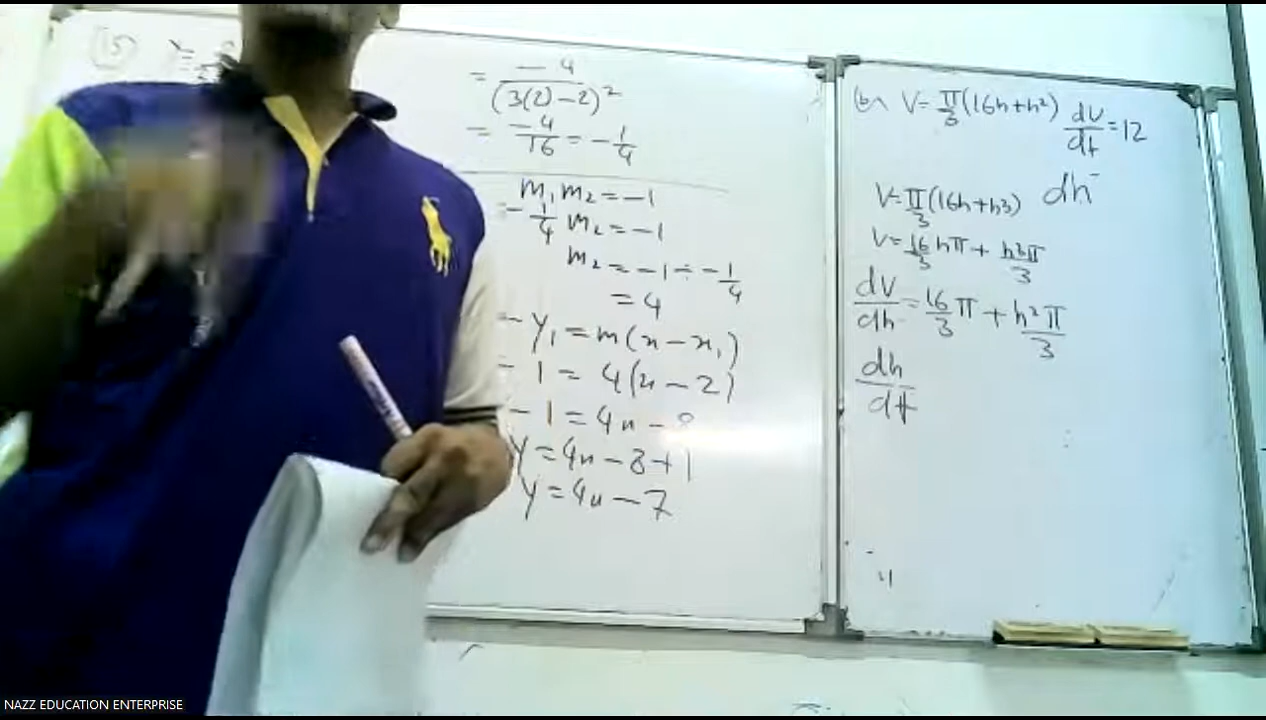 (15) y =
= -4/(3(2)-2)²
= -4/16 = -1/4
m₁m₂ = -1
-1/4 m₂ = -1
m₂ = -1 ÷ -1/4
= 4
- y₁ = m(x - x₁)
- 1 = 4(x - 2)
- 1 = 4x - 8
y = 4x - 8 + 1
y = 4x - 7
(b) V = π/3(16h + h²) dV/dt = 12
dh
V = π/3(16h + h3)
V = 16/3 hπ + h³π/3
dV/dh = 16/3 π + h²π/3
dh/dt
NAZZ EDUCATION ENTERPRISE